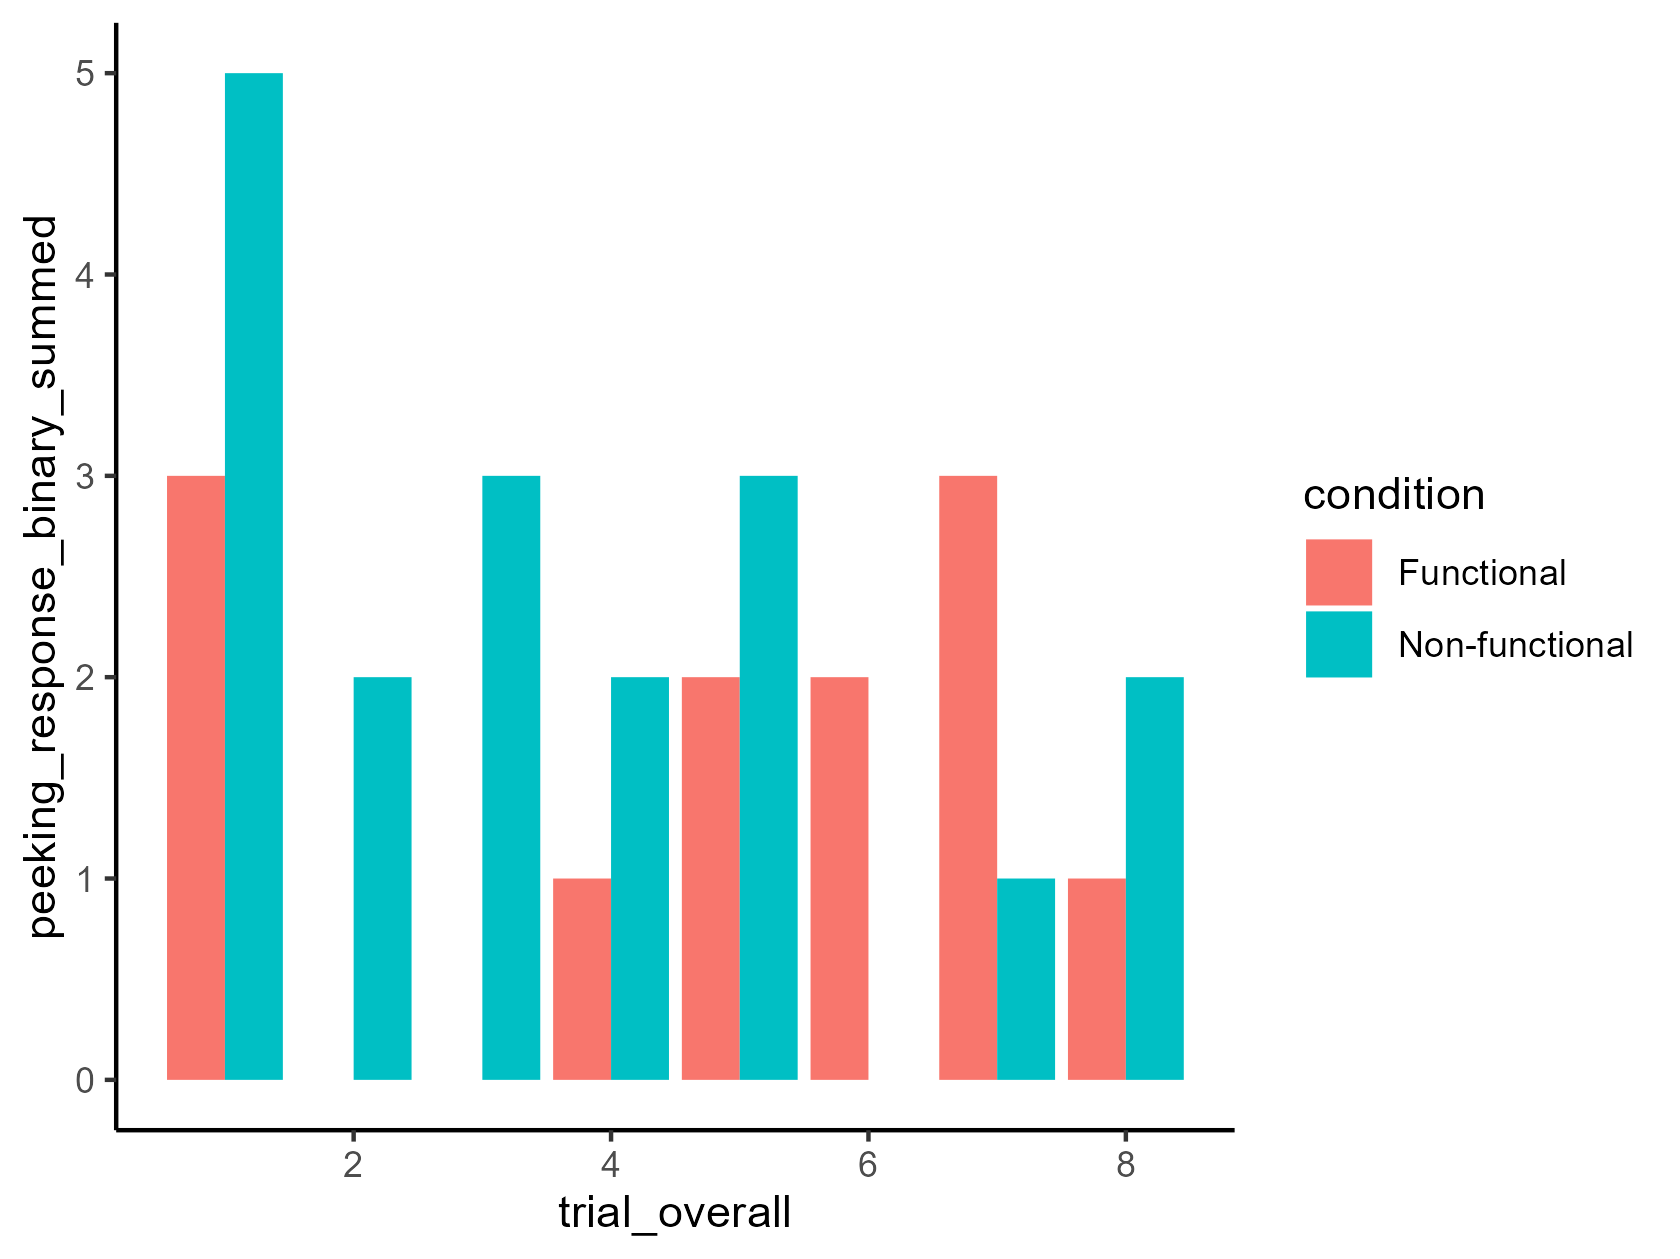 peeking_response_binary_summed
5
4
3
2
1
0
2
4
6
8
trial_overall
condition
Functional
Non-functional